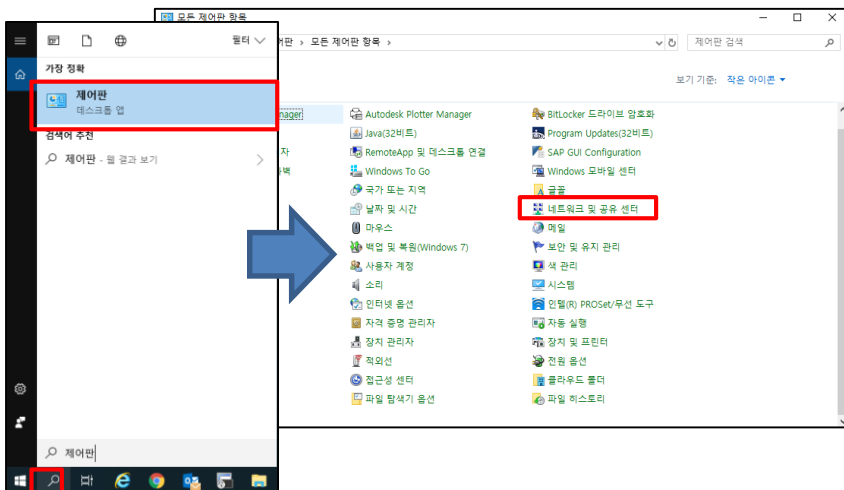 모든 제어판 항목
필터
가장 정확
제어판
데스크톱 앱
검색어 추천
제어판 - 웹 결과 보기
제어판
어판 › 모든 제어판 항목 ›
제어판 검색
보기 기준: 작은 아이콘
nager)
Autodesk Plotter Manager
BitLocker 드라이브 암호화
Java(32비트)
Program Updates(32비트)
자
RemoteApp 및 데스크톱 연결
SAP GUI Configuration
백
Windows To Go
Windows 모바일 센터
국가 또는 지역
글꼴
날짜 및 시간
네트워크 및 공유 센터
마우스
메일
백업 및 복원(Windows 7)
보안 및 유지 관리
사용자 계정
색 관리
소리
시스템
인터넷 옵션
인텔(R) PROSet/무선 도구
자격 증명 관리자
자동 실행
장치 관리자
장치 및 프린터
적외선
전원 옵션
접근성 센터
클라우드 폴더
파일 탐색기 옵션
파일 히스토리